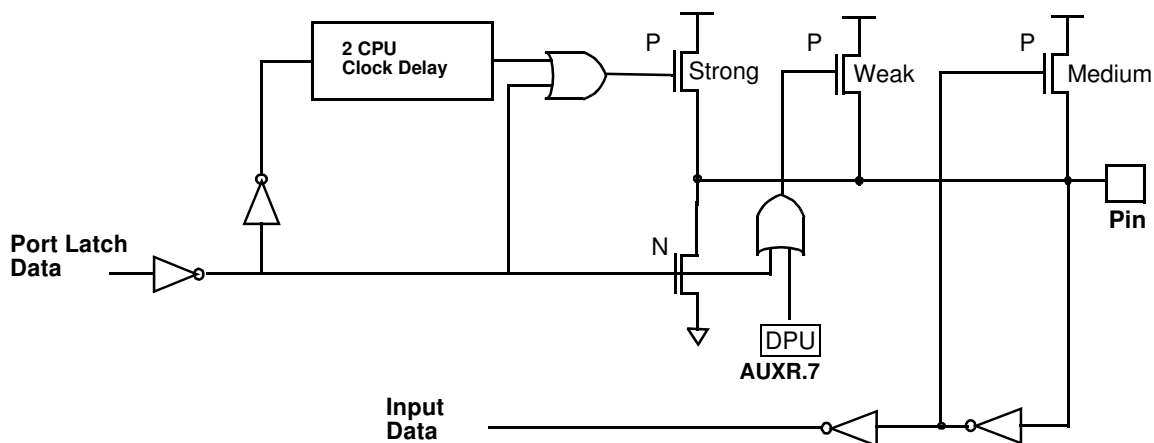 2 CPU
Clock Delay
P
Strong
P
Weak
P
Medium
Pin
Port Latch
Data
N
DPU
AUXR.7
Input
Data